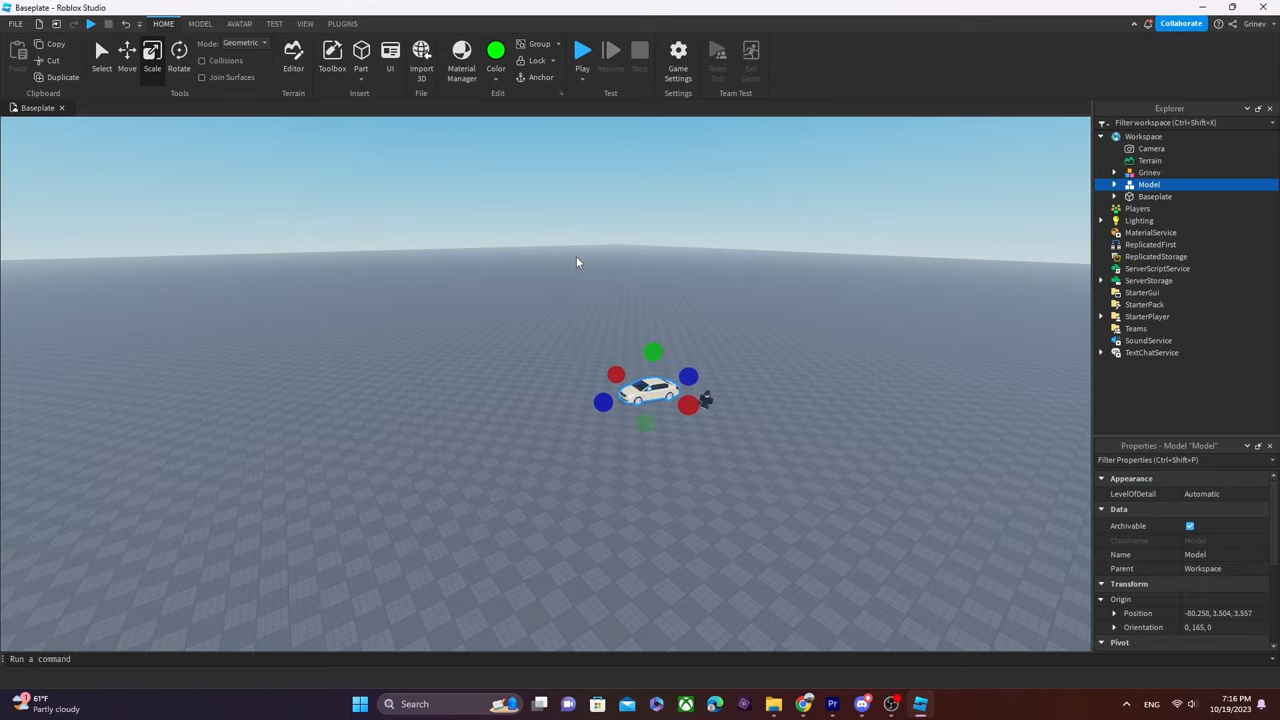 Baseplate - Roblox Studio
FILE HOME MODEL AVATAR TEST VIEW PLUGINS Collaborate Grinev
Paste Copy Cut Duplicate Clipboard
Select Move Scale Rotate Mode: Geometric Collisions Join Surfaces Tools
Editor Terrain
Toolbox Part UI Insert
Import 3D File
Material Manager Color Group Lock Anchor Edit
Play Resume Stop Test
Game Settings Settings
Team Test Exit Game Team Test
Baseplate
Explorer
Filter workspace (Ctrl+Shift+X)
Workspace
Camera
Terrain
Grinev
Model
Baseplate
Players
Lighting
MaterialService
ReplicatedFirst
ReplicatedStorage
ServerScriptService
ServerStorage
StarterGui
StarterPack
StarterPlayer
Teams
SoundService
TextChatService
Properties - Model "Model"
Filter Properties (Ctrl+Shift+P)
Appearance
LevelOfDetail Automatic
Data
Archivable
ClassName Model
Name Model
Parent Workspace
Transform
Origin
Position -80.258, 3.504, 3.557
Orientation 0, 165, 0
Pivot
Run a command
1 61°F
Partly cloudy
Search
ENG
7:16 PM
10/19/2023